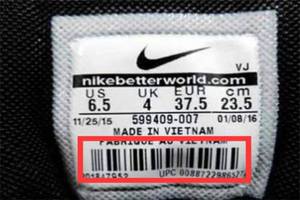 VJ
nikebetterworld.com
US UK EUR cm
6.5 4 37.5 23.5
11/25/15 599409-007 01/08/16
MADE IN VIETNAM
FABRIQUE AU VIETNAM
UPC